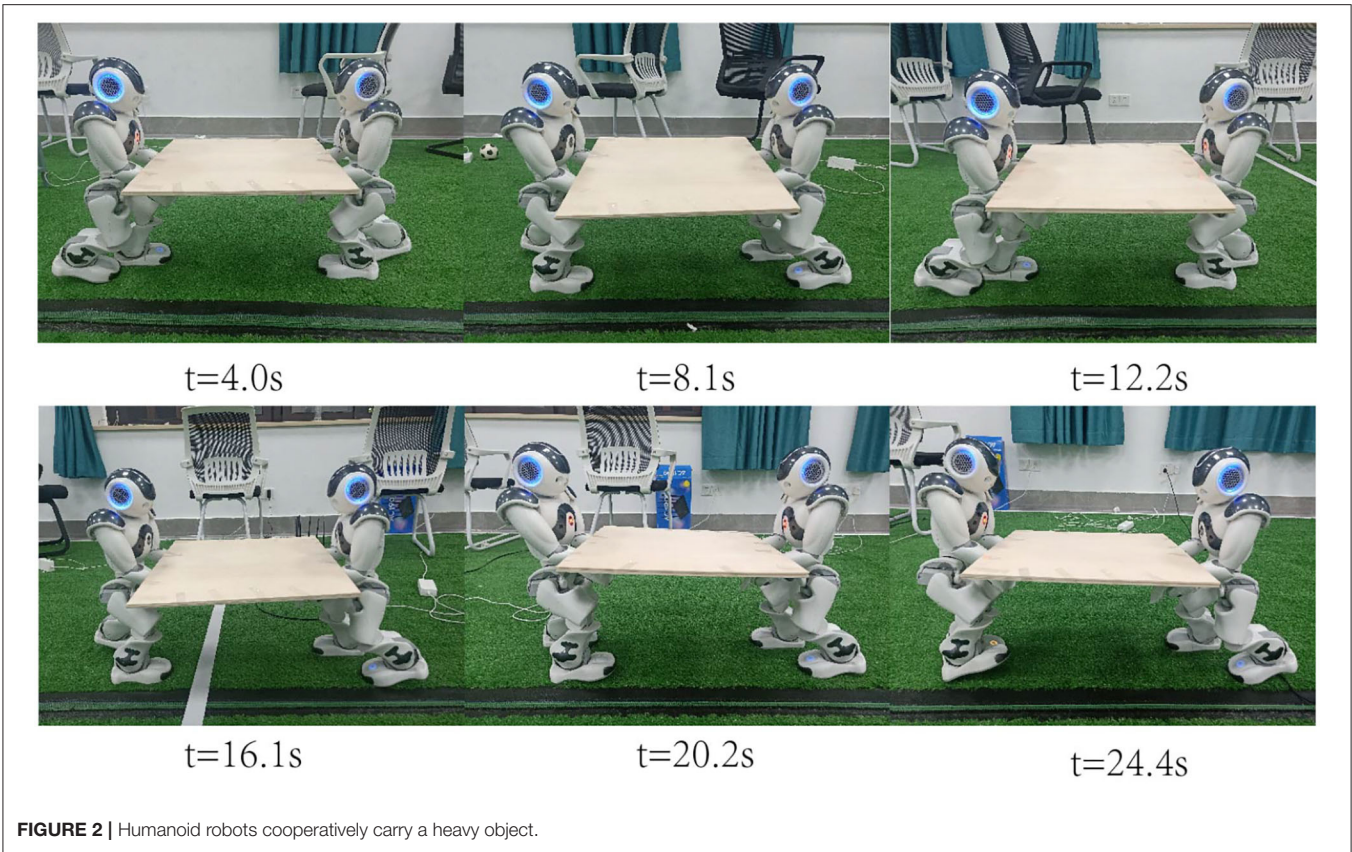 t=4.0s
t=8.1s
t=12.2s
t=16.1s
t=20.2s
t=24.4s
FIGURE 2 | Humanoid robots cooperatively carry a heavy object.